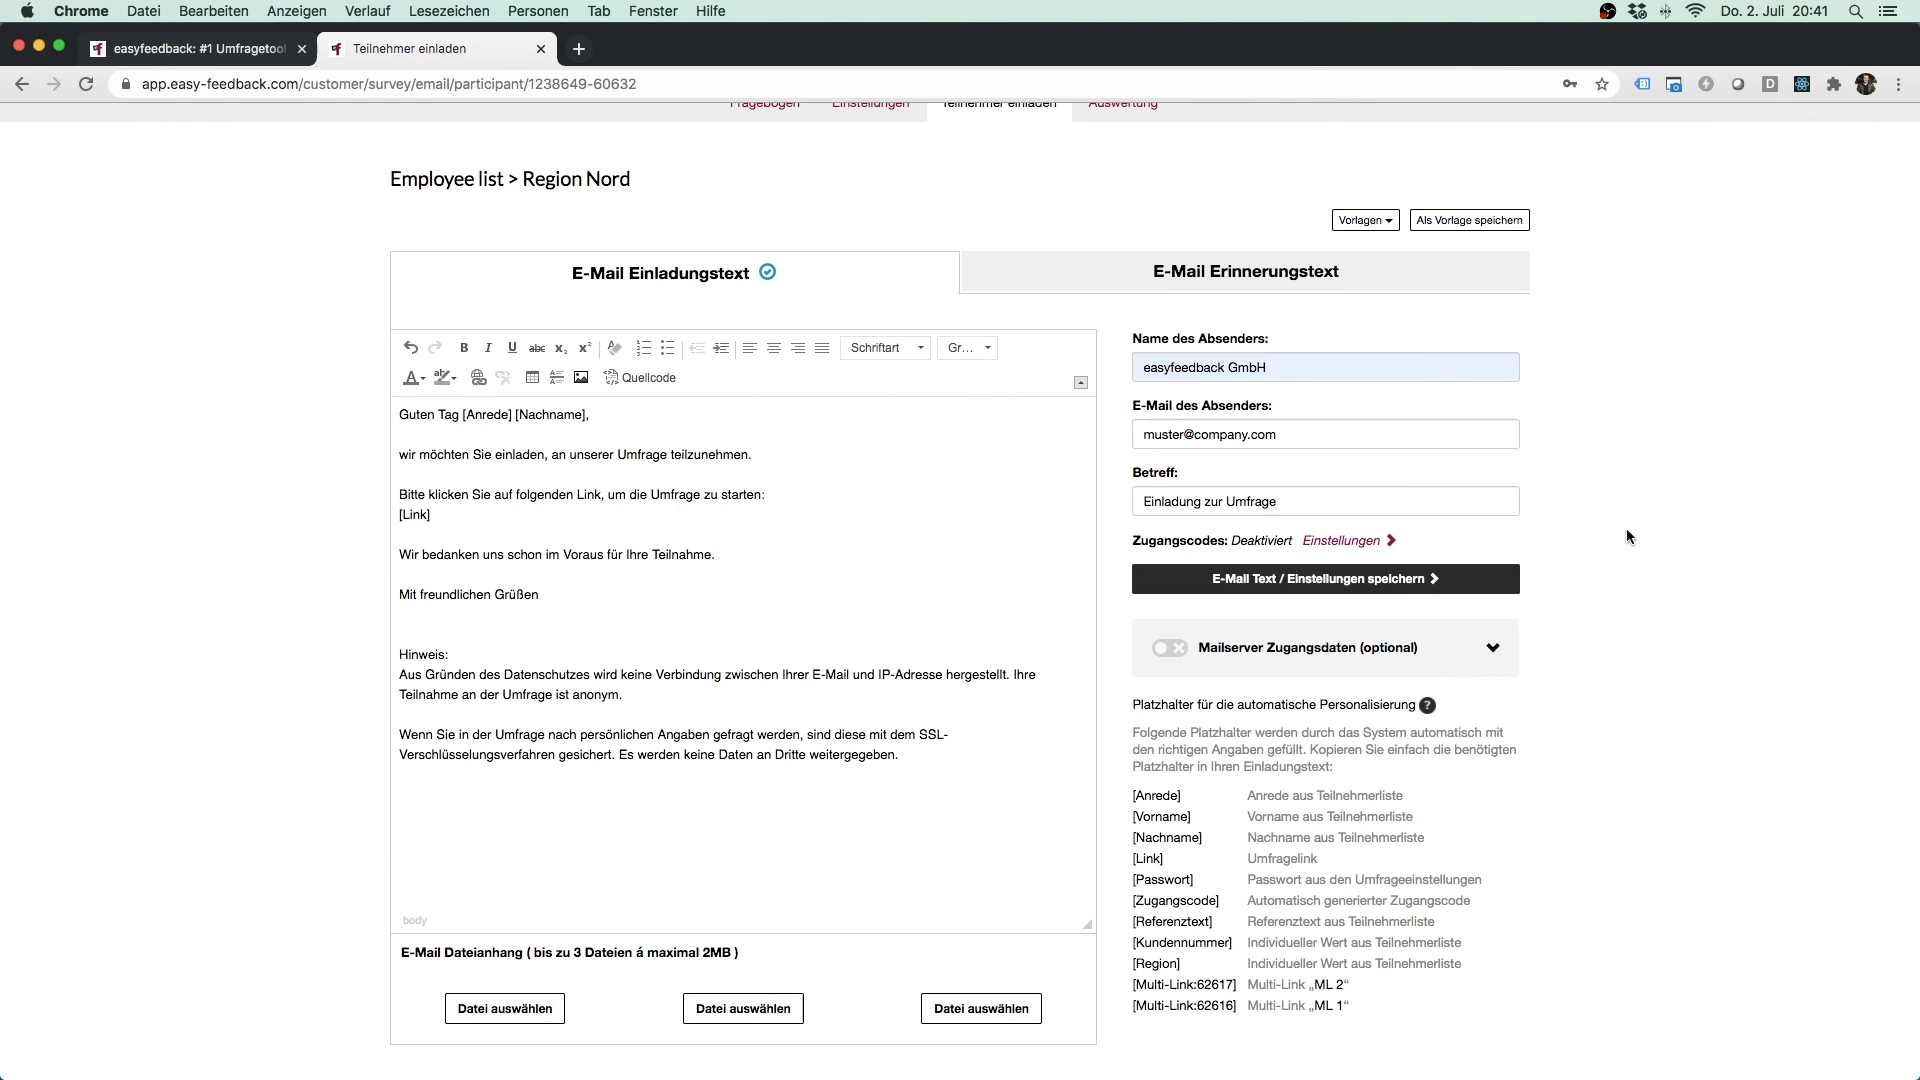 Chrome Datei Bearbeiten Anzeigen Verlauf Lesezeichen Personen Tab Fenster Hilfe Do. 2. Juli 20:41
easyfeedback: #1 Umfragetool Teilnehmer einladen
app.easy-feedback.com/customer/survey/email/participant/1238649-60632
Fragebogen Einstellungen Teilnehmer einladen Auswertung
Employee list > Region Nord
Vorlagen Als Vorlage speichern
E-Mail Einladungstext E-Mail Erinnerungstext
B I U abc x₂ x² Schriftart Gr...
A ab Quellcode
Guten Tag [Anrede] [Nachname],
wir möchten Sie einladen, an unserer Umfrage teilzunehmen.
Bitte klicken Sie auf folgenden Link, um die Umfrage zu starten:
[Link]
Wir bedanken uns schon im Voraus für Ihre Teilnahme.
Mit freundlichen Grüßen
Hinweis:
Aus Gründen des Datenschutzes wird keine Verbindung zwischen Ihrer E-Mail und IP-Adresse hergestellt. Ihre
Teilnahme an der Umfrage ist anonym.
Wenn Sie in der Umfrage nach persönlichen Angaben gefragt werden, sind diese mit dem SSL-
Verschlüsselungsverfahren gesichert. Es werden keine Daten an Dritte weitergegeben.
body
E-Mail Dateianhang ( bis zu 3 Dateien á maximal 2MB )
Datei auswählen Datei auswählen Datei auswählen
Name des Absenders:
easyfeedback GmbH
E-Mail des Absenders:
muster@company.com
Betreff:
Einladung zur Umfrage
Zugangscodes: Deaktiviert Einstellungen
E-Mail Text / Einstellungen speichern
Mailserver Zugangsdaten (optional)
Platzhalter für die automatische Personalisierung ?
Folgende Platzhalter werden durch das System automatisch mit
den richtigen Angaben gefüllt. Kopieren Sie einfach die benötigten
Platzhalter in Ihren Einladungstext:
[Anrede] Anrede aus Teilnehmerliste
[Vorname] Vorname aus Teilnehmerliste
[Nachname] Nachname aus Teilnehmerliste
[Link] Umfragelink
[Passwort] Passwort aus den Umfrageeinstellungen
[Zugangscode] Automatisch generierter Zugangscode
[Referenztext] Referenztext aus Teilnehmerliste
[Kundennummer] Individueller Wert aus Teilnehmerliste
[Region] Individueller Wert aus Teilnehmerliste
[Multi-Link:62617] Multi-Link „ML 2“
[Multi-Link:62616] Multi-Link „ML 1“